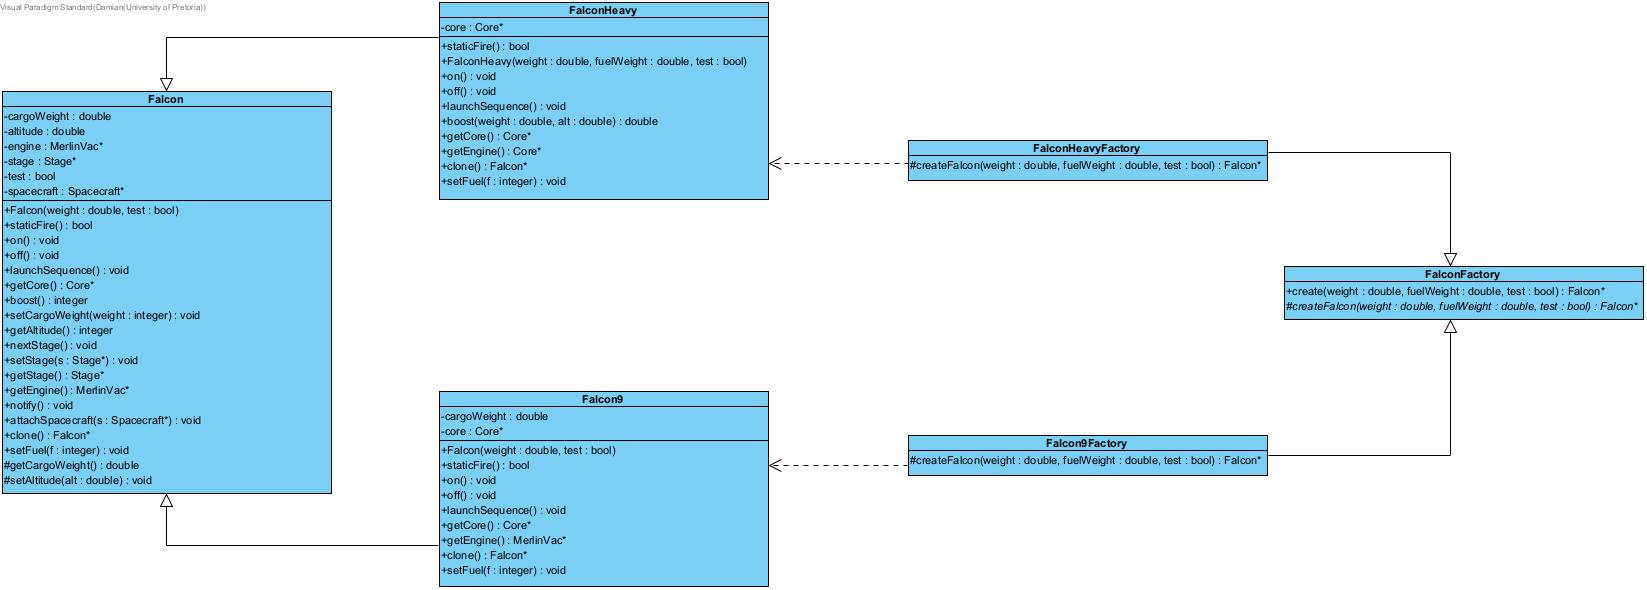 Visual Paradigm Standard(Damian(University of Pretoria))
FalconHeavy
-core : Core*
+staticFire() : bool
+FalconHeavy(weight : double, fuelWeight : double, test : bool)
+on() : void
+off() : void
+launchSequence() : void
+boost(weight : double, alt : double) : double
+getCore() : Core*
+getEngine() : Core*
+clone() : Falcon*
+setFuel(f : integer) : void
Falcon
-cargoWeight : double
-altitude : double
-engine : MerlinVac*
-stage : Stage*
-test : bool
-spacecraft : Spacecraft*
+Falcon(weight : double, test : bool)
+staticFire() : bool
+on() : void
+off() : void
+launchSequence() : void
+getCore() : Core*
+boost() : integer
+setCargoWeight(weight : integer) : void
+getAltitude() : integer
+nextStage() : void
+setStage(s : Stage*) : void
+getStage() : Stage*
+getEngine() : MerlinVac*
+notify() : void
+attachSpacecraft(s : Spacecraft*) : void
+clone() : Falcon*
+setFuel(f : integer) : void
#getCargoWeight() : double
#setAltitude(alt : double) : void
FalconHeavyFactory
#createFalcon(weight : double, fuelWeight : double, test : bool) : Falcon*
FalconFactory
+create(weight : double, fuelWeight : double, test : bool) : Falcon*
#createFalcon(weight : double, fuelWeight : double, test : bool) : Falcon*
Falcon9
-cargoWeight : double
-core : Core*
+Falcon(weight : double, test : bool)
+staticFire() : bool
+on() : void
+off() : void
+launchSequence() : void
+getCore() : Core*
+getEngine() : MerlinVac*
+clone() : Falcon*
+setFuel(f : integer) : void
Falcon9Factory
#createFalcon(weight : double, fuelWeight : double, test : bool) : Falcon*